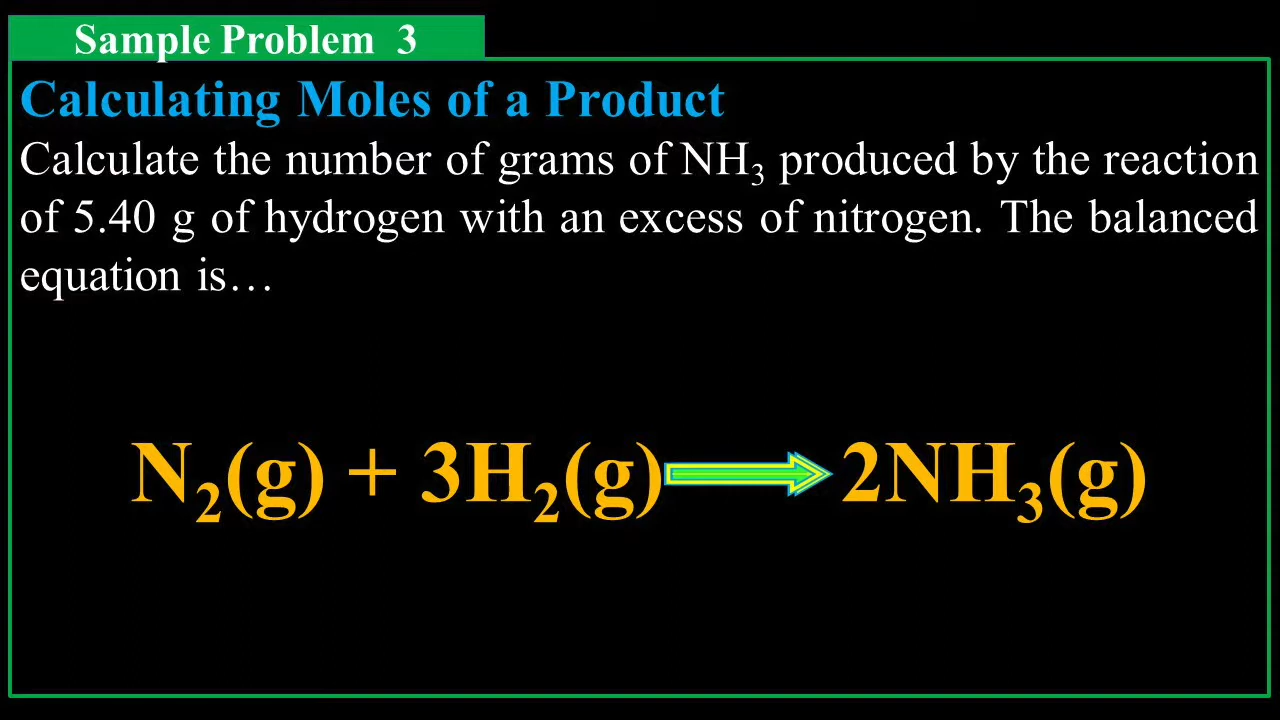 Sample Problem 3
Calculating Moles of a Product
Calculate the number of grams of NH₃ produced by the reaction
of 5.40 g of hydrogen with an excess of nitrogen. The balanced
equation is…
N₂(g) + 3H₂(g) ⟹ 2NH₃(g)